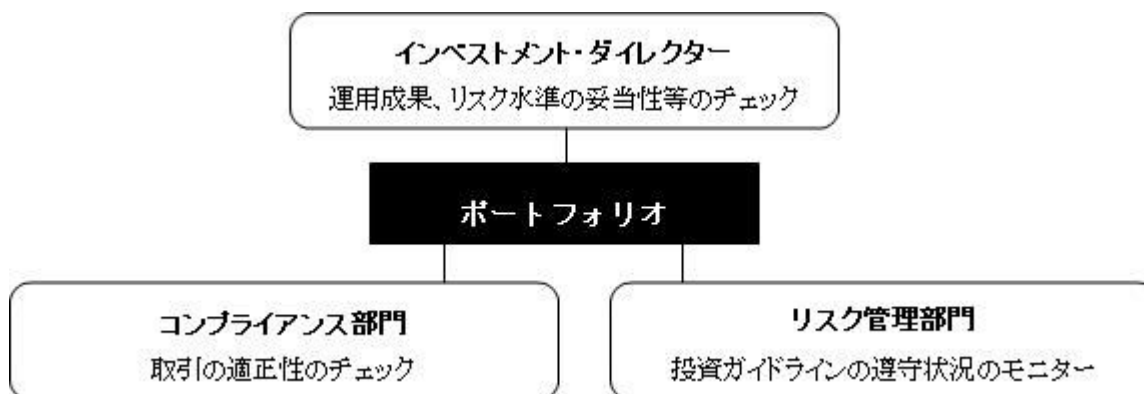 インベストメント・ダイレクター
運用成果、リスク水準の妥当性等のチェック
ポートフォリオ
コンプライアンス部門
取引の適正性のチェック
リスク管理部門
投資ガイドラインの遵守状況のモニター